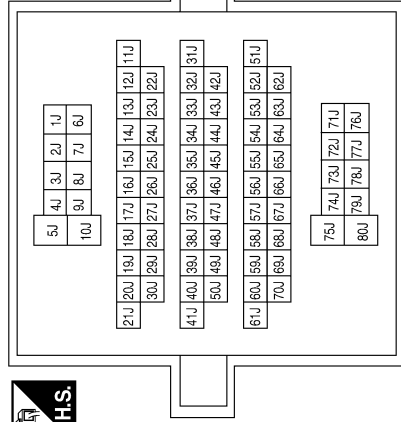 H.S.
5J 4J 3J 2J 1J
10J 9J 8J 7J 6J
21J 20J 19J 18J 17J 16J 15J 14J 13J 12J 11J
30J 29J 28J 27J 26J 25J 24J 23J 22J
41J 40J 39J 38J 37J 36J 35J 34J 33J 32J 31J
50J 49J 48J 47J 46J 45J 44J 43J 42J
61J 60J 59J 58J 57J 56J 55J 54J 53J 52J 51J
70J 69J 68J 67J 66J 65J 64J 63J 62J
75J 74J 73J 72J 71J
80J 79J 78J 77J 76J